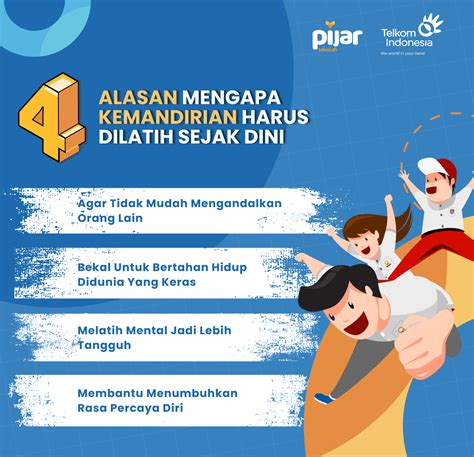 pijar
sekolah
Telkom
Indonesia
the world in your hand
4
ALASAN MENGAPA
KEMANDIRIAN HARUS
DILATIH SEJAK DINI
Agar Tidak Mudah Mengandalkan
Orang Lain
Bekal Untuk Bertahan Hidup
Didunia Yang Keras
Melatih Mental Jadi Lebih
Tangguh
Membantu Menumbuhkan
Rasa Percaya Diri